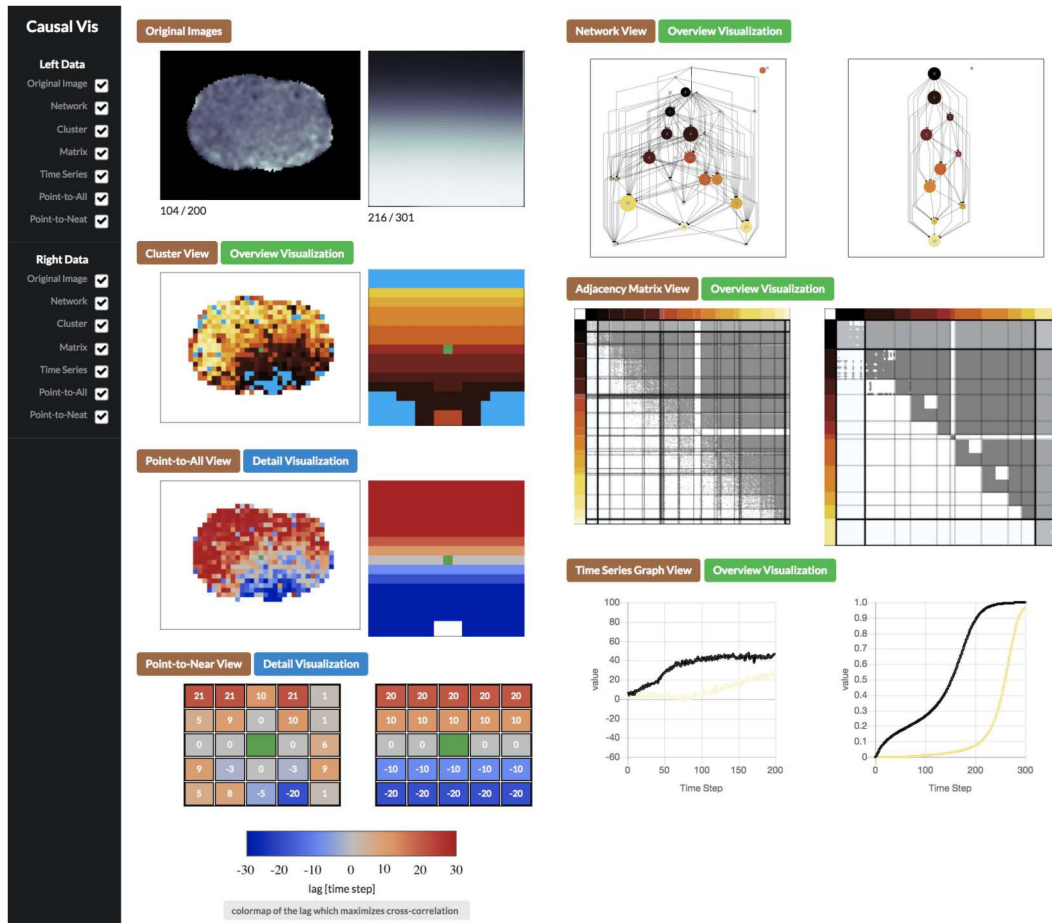 Causal Vis
Left Data
Original Image
Network
Cluster
Matrix
Time Series
Point-to-All
Point-to-Neat
Right Data
Original Image
Network
Cluster
Matrix
Time Series
Point-to-All
Point-to-Neat
Original Images
104 / 200
216 / 301
Cluster View Overview Visualization
Point-to-All View Detail Visualization
Point-to-Near View Detail Visualization
21 21 10 21 1
5 9 0 10 1
0 0 0 6
9 -3 0 -3 9
5 8 -5 -20 1
20 20 20 20 20
10 10 10 10 10
0 0 0 0
-10 -10 -10 -10 -10
-20 -20 -20 -20 -20
-30 -20 -10 0 10 20 30
lag [time step]
colormap of the lag which maximizes cross-correlation
Network View Overview Visualization
Adjacency Matrix View Overview Visualization
Time Series Graph View Overview Visualization
100
80
60
40
20
0
-20
-40
-60
value
0 100 200
Time Step
1.0
0.9
0.8
0.7
0.6
0.5
0.4
0.3
0.2
0.1
0
value
0 100 200 300
Time Step